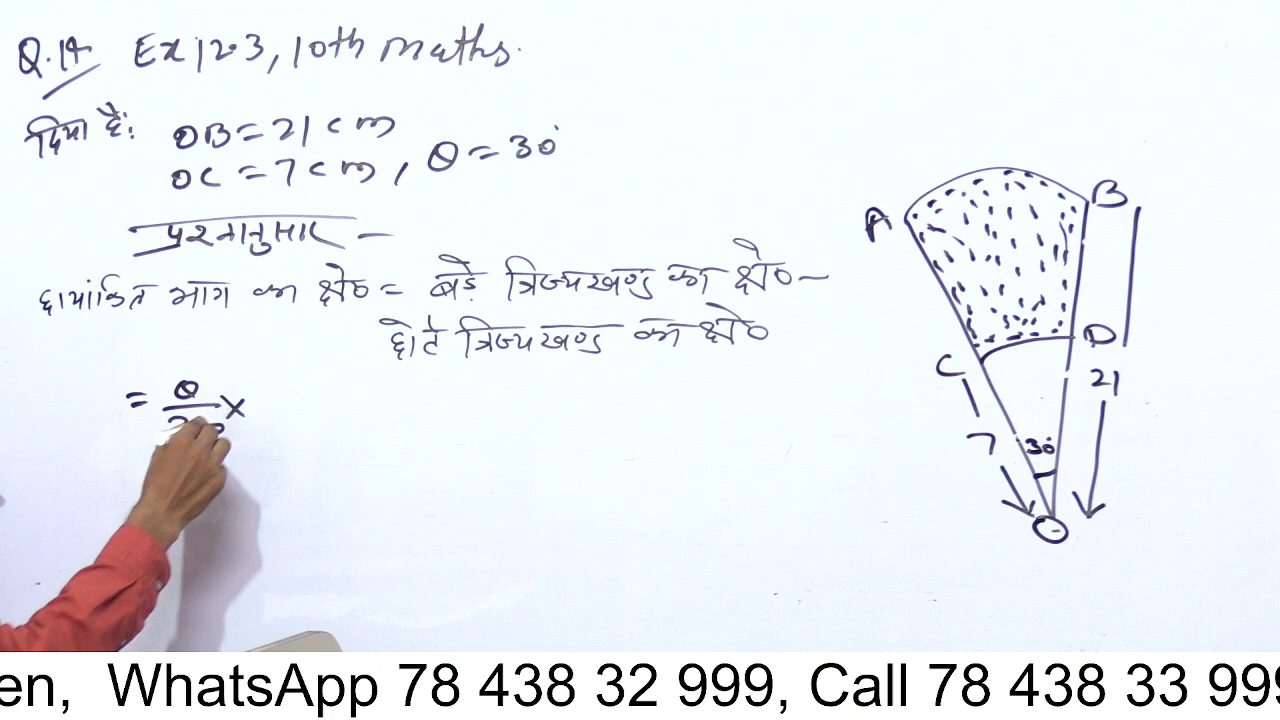 Q.14 Ex 12.3, 10th maths.
दिया है: OB = 21 cm
OC = 7 cm, θ = 30°
प्रश्नानुसार –
छायांकित भाग का क्षे० = बड़े त्रिज्यखण्ड का क्षे० –
छोटे त्रिज्यखण्ड का क्षे०
= θ/ ×
A
B
C
D
21
7
30°
O
en, WhatsApp 78 438 32 999, Call 78 438 33 999